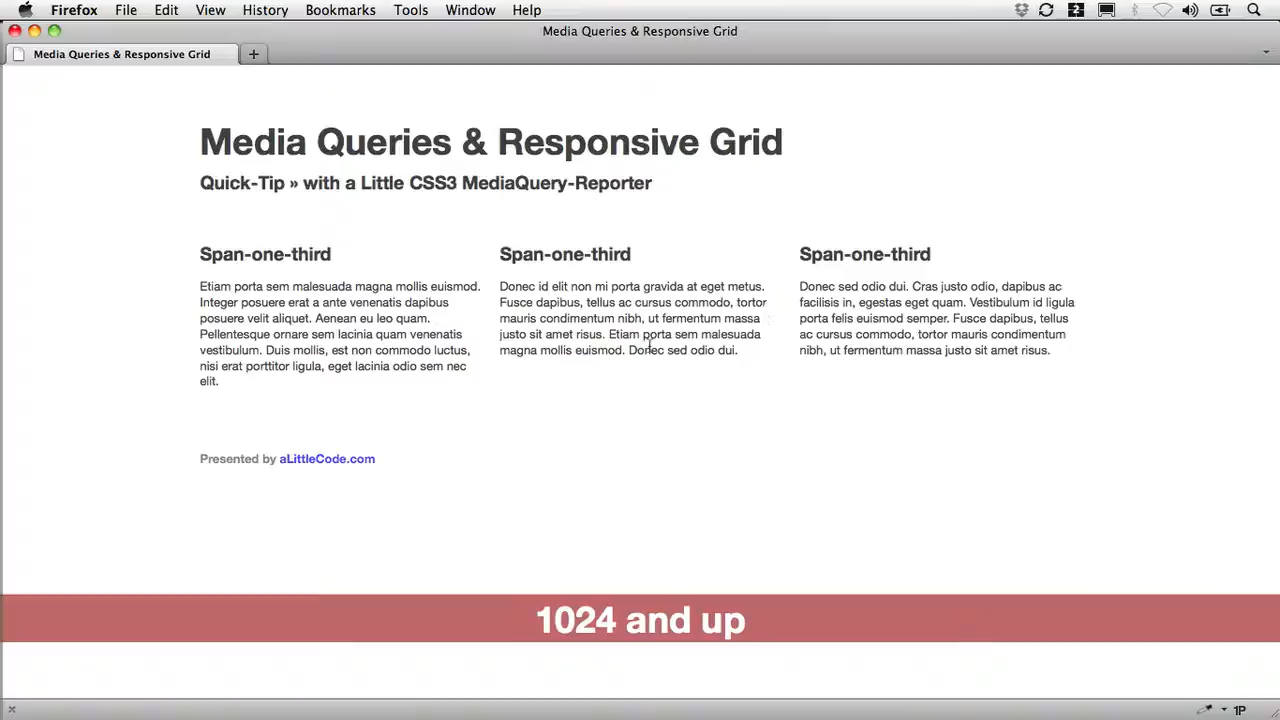 Firefox File Edit View History Bookmarks Tools Window Help
Media Queries & Responsive Grid
Media Queries & Responsive Grid
Media Queries & Responsive Grid
Quick-Tip » with a Little CSS3 MediaQuery-Reporter
Span-one-third
Etiam porta sem malesuada magna mollis euismod.
Integer posuere erat a ante venenatis dapibus
posuere velit aliquet. Aenean eu leo quam.
Pellentesque ornare sem lacinia quam venenatis
vestibulum. Duis mollis, est non commodo luctus,
nisi erat porttitor ligula, eget lacinia odio sem nec
elit.
Span-one-third
Donec id elit non mi porta gravida at eget metus.
Fusce dapibus, tellus ac cursus commodo, tortor
mauris condimentum nibh, ut fermentum massa
justo sit amet risus. Etiam porta sem malesuada
magna mollis euismod. Donec sed odio dui.
Span-one-third
Donec sed odio dui. Cras justo odio, dapibus ac
facilisis in, egestas eget quam. Vestibulum id ligula
porta felis euismod semper. Fusce dapibus, tellus
ac cursus commodo, tortor mauris condimentum
nibh, ut fermentum massa justo sit amet risus.
Presented by aLittleCode.com
1024 and up
1P